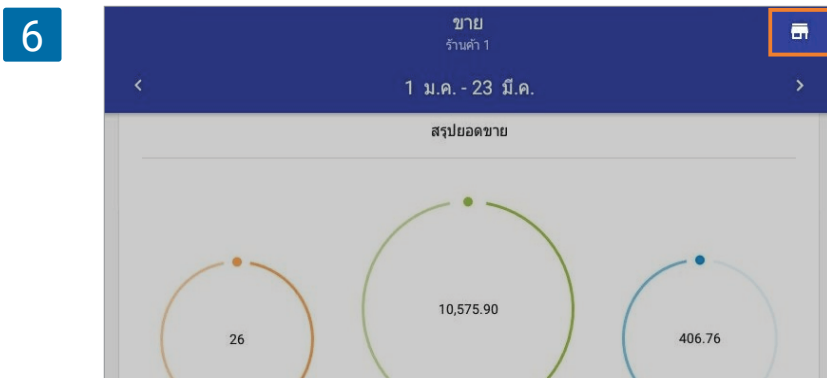 6
ขาย
ร้านค้า 1
1 ม.ค. - 23 มี.ค.
สรุปยอดขาย
10,575.90
26
406.76